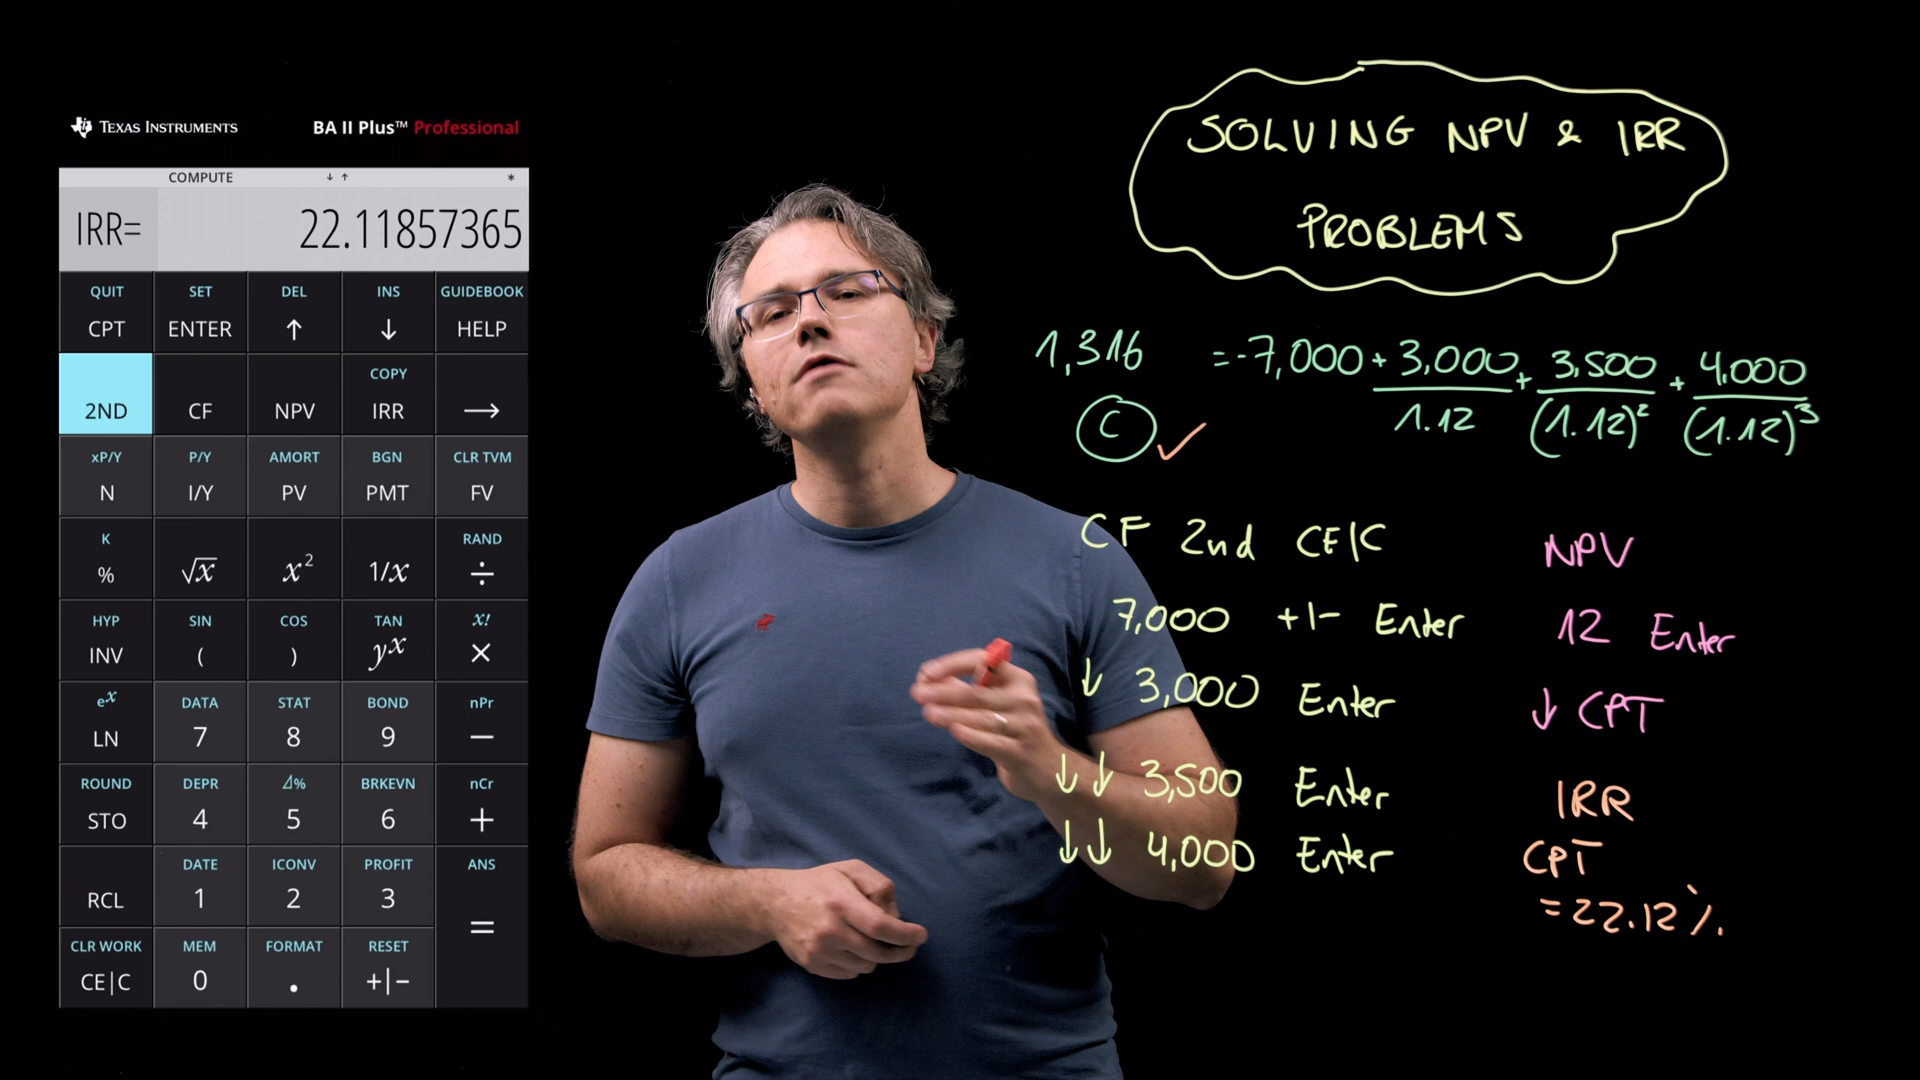 TEXAS INSTRUMENTS BA II Plus™ Professional
COMPUTE ↓ ↑ *
IRR= 22.11857365
QUIT SET DEL INS GUIDEBOOK
CPT ENTER ↑ ↓ HELP
COPY
2ND CF NPV IRR →
xP/Y P/Y AMORT BGN CLR TVM
N I/Y PV PMT FV
K RAND
% √x x² 1/x ÷
HYP SIN COS TAN x!
INV ( ) yˣ ×
eˣ DATA STAT BOND nPr
LN 7 8 9 −
ROUND DEPR Δ% BRKEVN nCr
STO 4 5 6 +
DATE ICONV PROFIT ANS
RCL 1 2 3 =
CLR WORK MEM FORMAT RESET
CE|C 0 . +|−
SOLVING NPV & IRR
PROBLEMS
1,316 = -7,000 + 3,000/1.12 + 3,500/(1.12)² + 4,000/(1.12)³
C ✓
CF 2nd CE|C
7,000 +|− Enter
↓ 3,000 Enter
↓↓ 3,500 Enter
↓↓ 4,000 Enter
NPV
12 Enter
↓ CPT
IRR
CPT
=22.12%